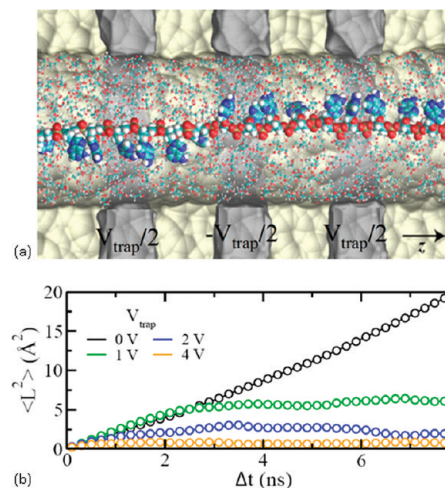 V_trap/2
-V_trap/2
V_trap/2
z
(a)
20
15
10
5
0
<L²> (Å²)
V_trap
0 V
2 V
1 V
4 V
0
2
4
6
Δt (ns)
(b)